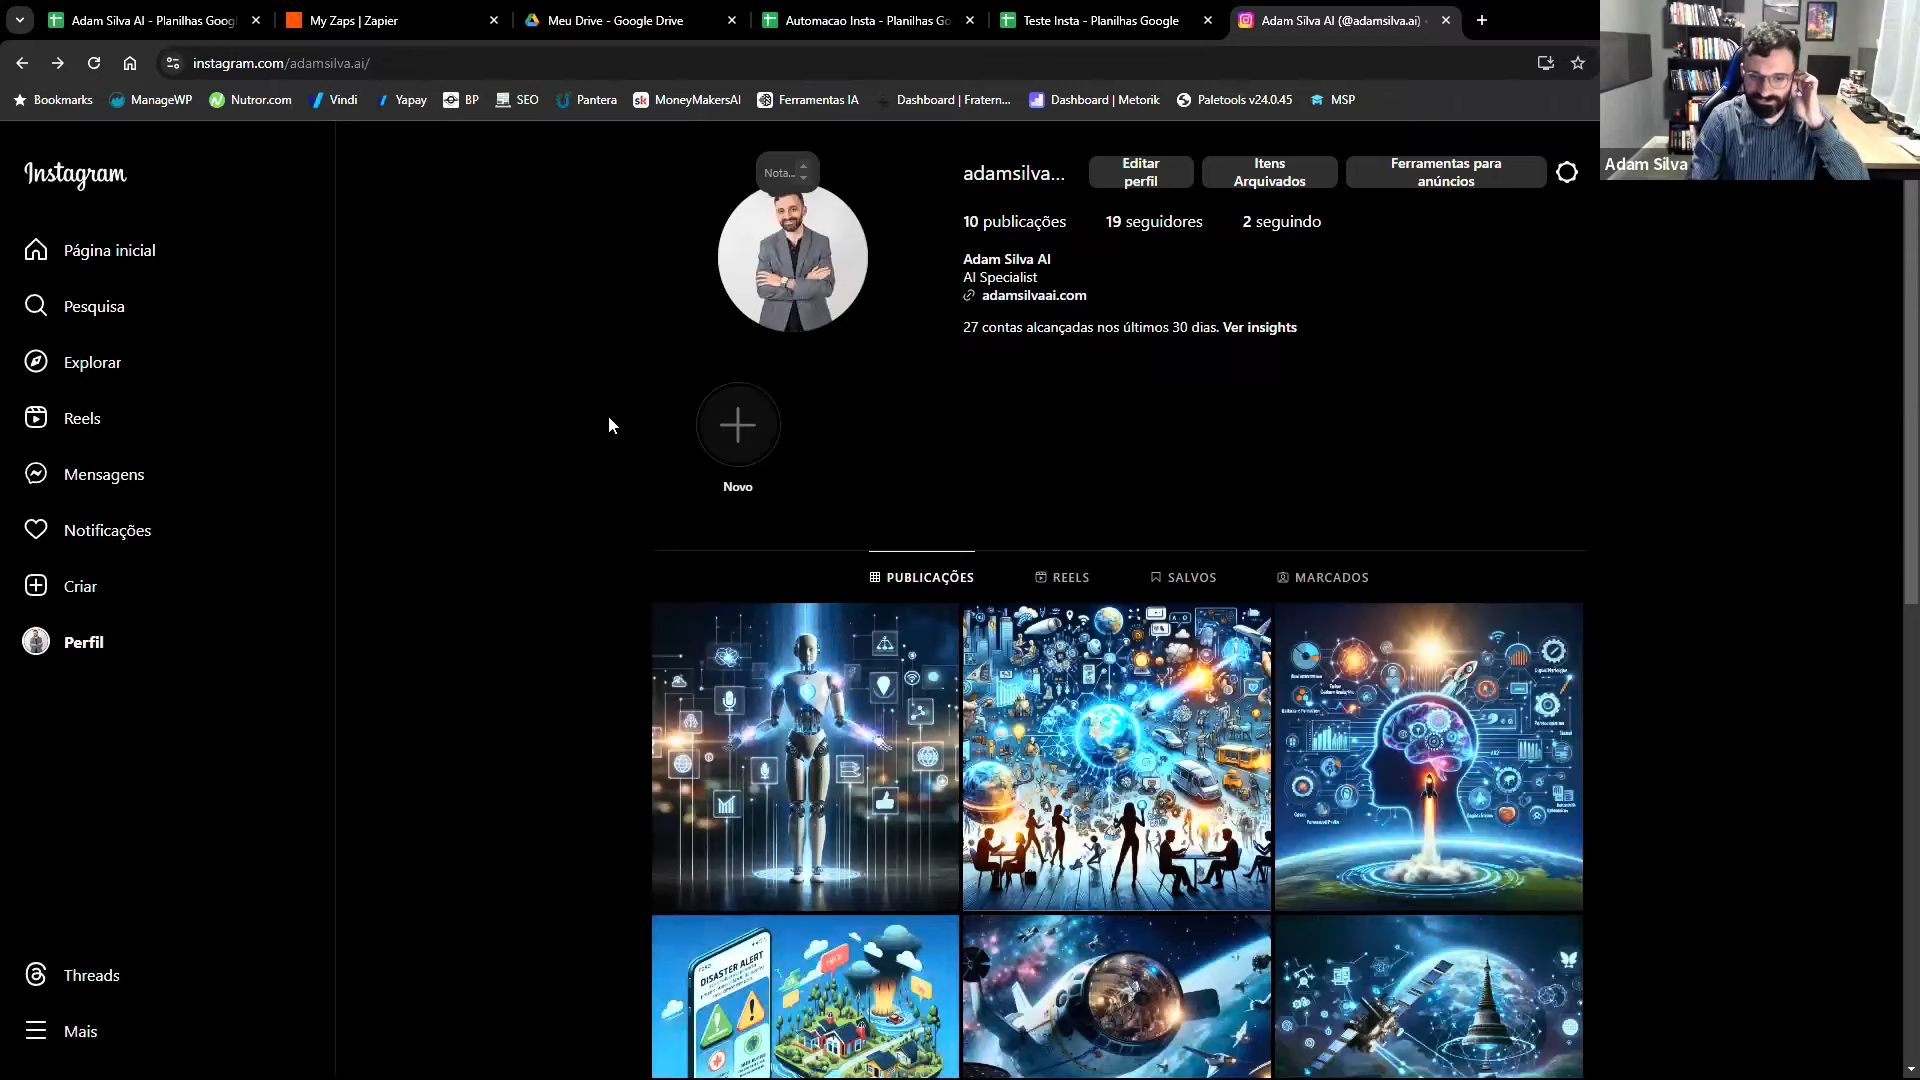 Adam Silva AI - Planilhas Goog
My Zaps | Zapier
Meu Drive - Google Drive
Automacao Insta - Planilhas Go
Teste Insta - Planilhas Google
Adam Silva AI (@adamsilva.ai)
instagram.com/adamsilva.ai/
Bookmarks
ManageWP
Nutror.com
Vindi
Yapay
BP
SEO
Pantera
sk MoneyMakersAI
Ferramentas IA
Dashboard | Fratern...
Dashboard | Metorik
Paletools v24.0.45
MSP
Adam Silva
Instagram
Página inicial
Pesquisa
Explorar
Reels
Mensagens
Notificações
Criar
Perfil
Threads
Mais
Nota...
adamsilva...
Editar perfil
Itens Arquivados
Ferramentas para anúncios
10 publicações
19 seguidores
2 seguindo
Adam Silva AI
AI Specialist
adamsilvaai.com
27 contas alcançadas nos últimos 30 dias. Ver insights
Novo
PUBLICAÇÕES
REELS
SALVOS
MARCADOS
DISASTER ALERT